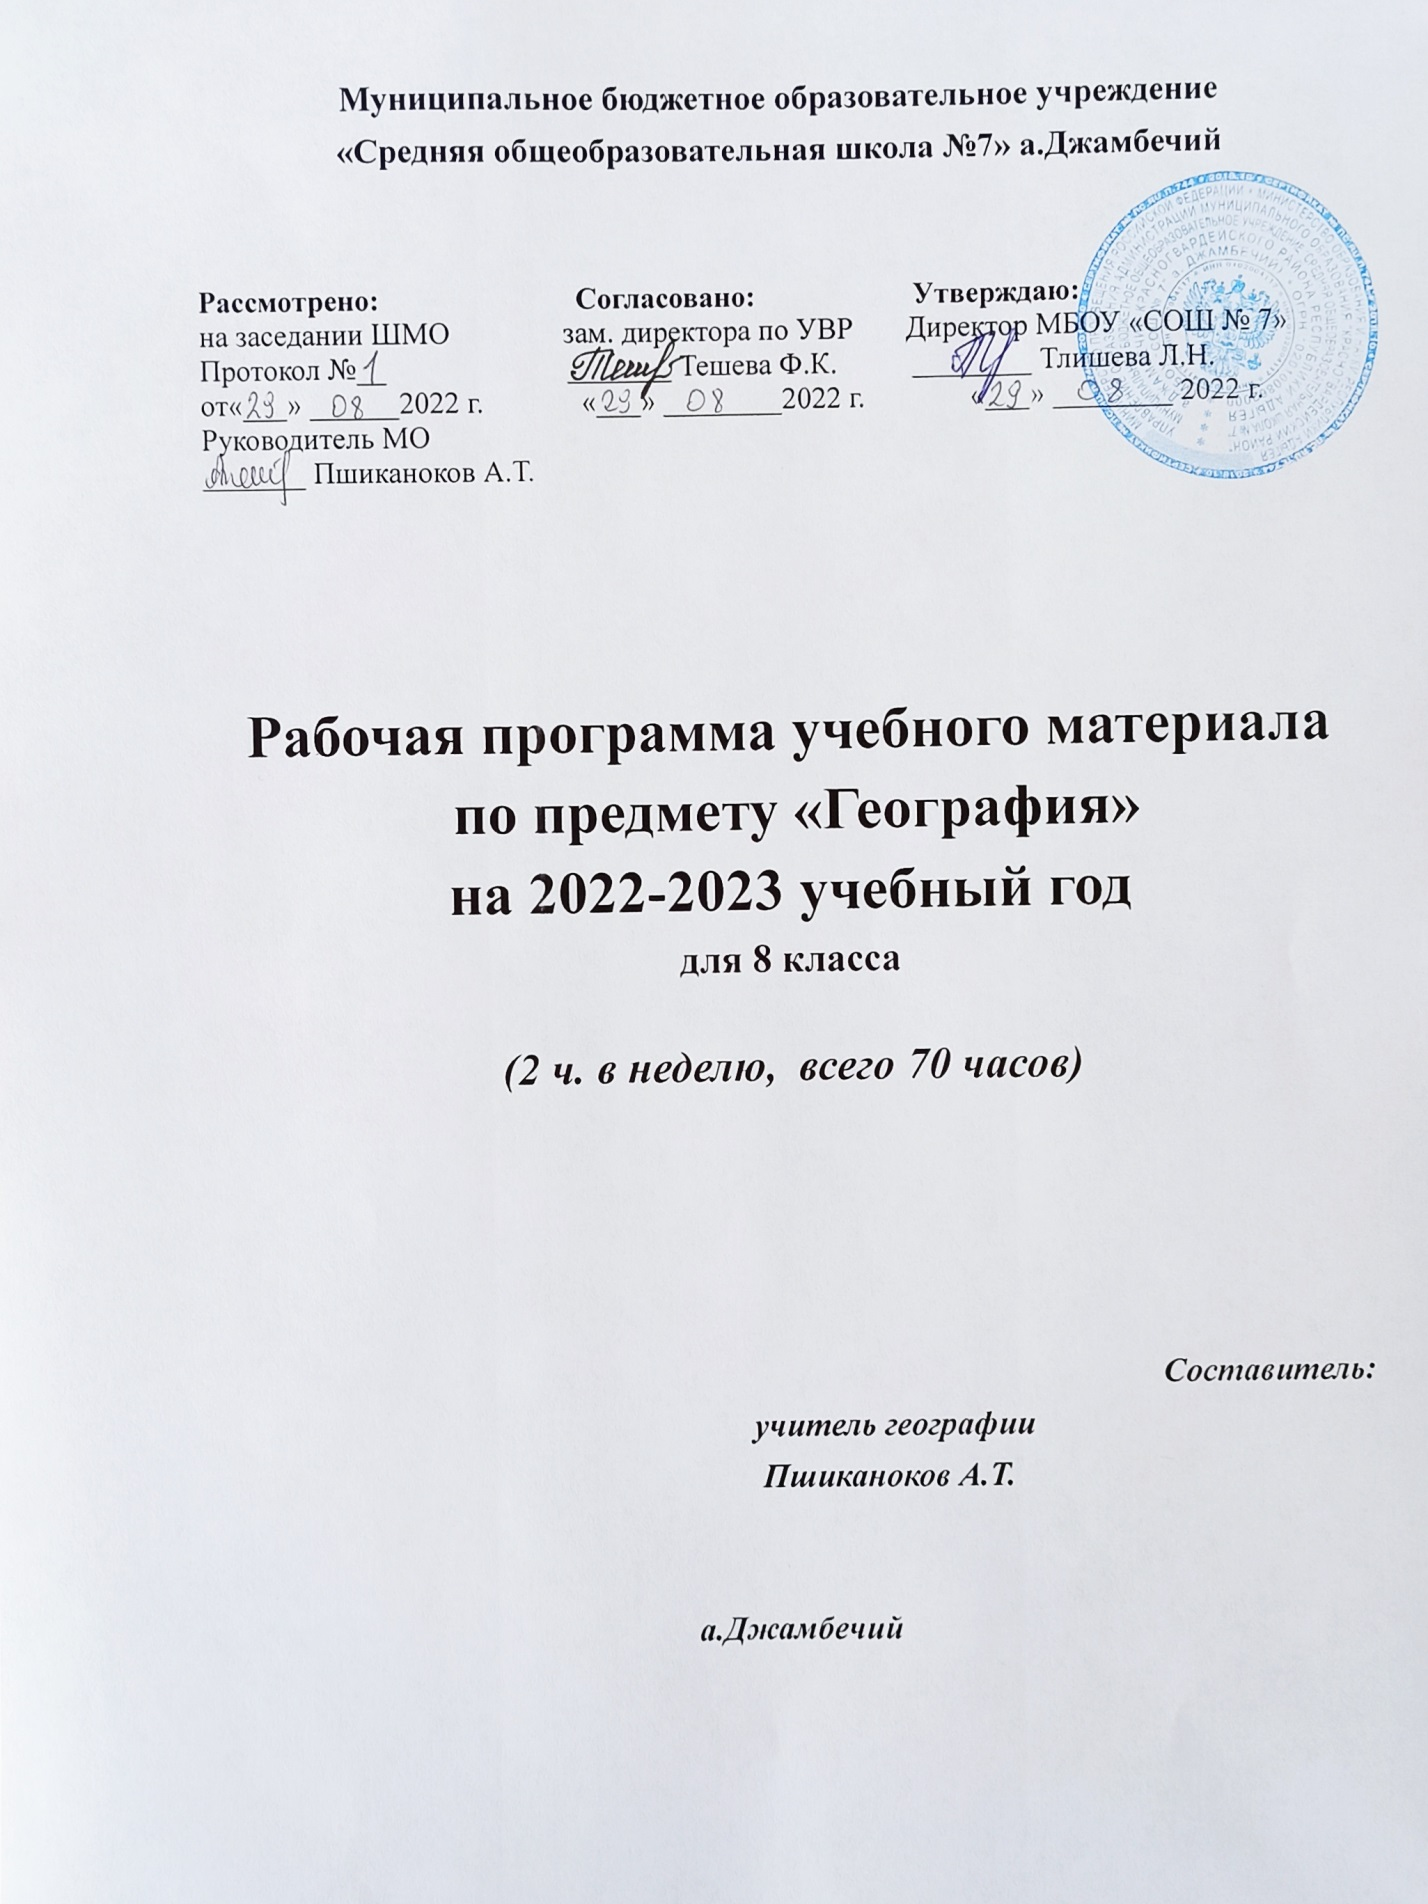 Муниципальное бюджетное образовательное учреждение
«Средняя общеобразовательная школа №7» а.Джамбечий
Рассмотрено:
на заседании ШМО
Протокол № 1
от«29» 08 2022 г.
Руководитель МО
Пшиканоков А.Т.
Согласовано:
зам. директора по УВР
Тешева Ф.К.
«29» 08 2022 г.
Утверждаю:
Директор МБОУ «СОШ № 7»
Тлишева Л.Н.
«29» 08 2022 г.
Рабочая программа учебного материала
по предмету «География»
на 2022-2023 учебный год
для 8 класса
(2 ч. в неделю, всего 70 часов)
Составитель:
учитель географии
Пшиканоков А.Т.
а.Джамбечий